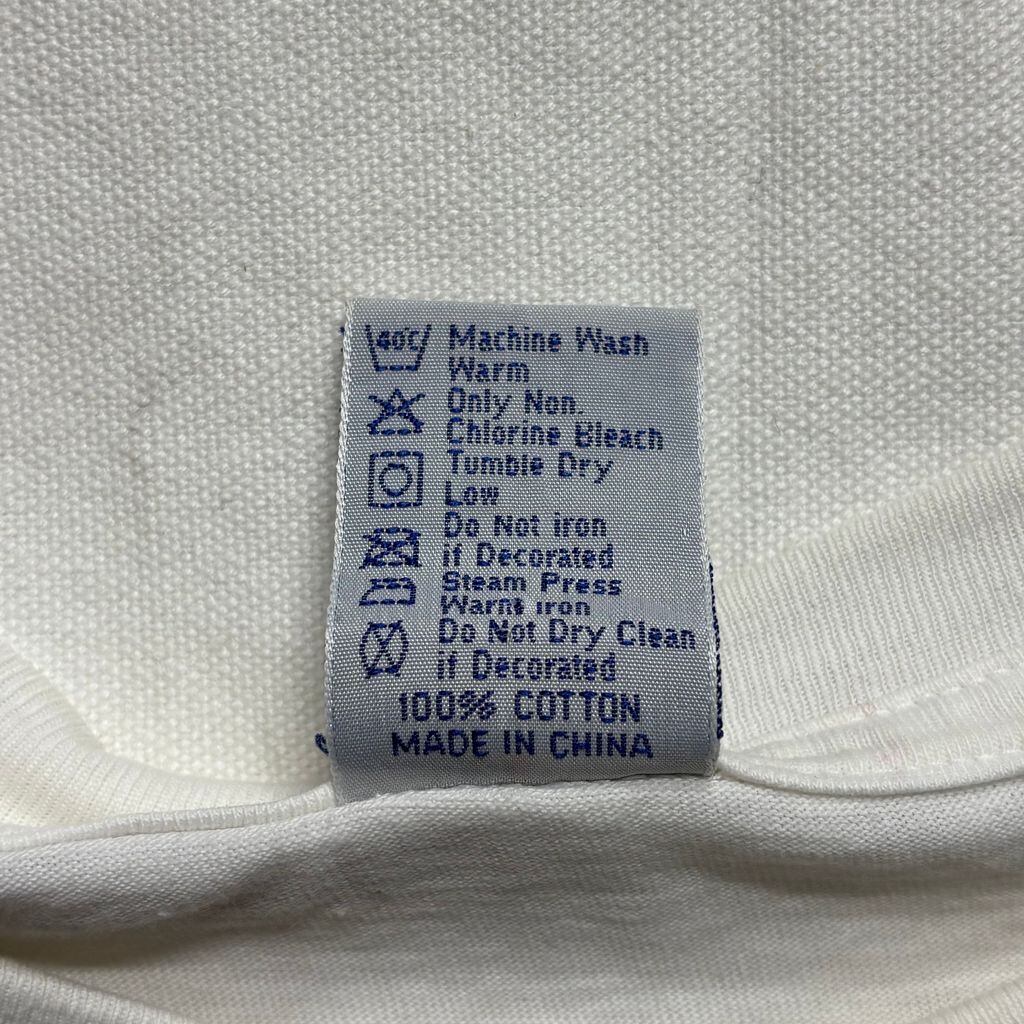 40°C Machine Wash
Warm
Only Non.
Chlorine Bleach
Tumble Dry
Low
Do Not iron
if Decorated
Steam Press
Warm iron
Do Not Dry Clean
if Decorated
100% COTTON
MADE IN CHINA